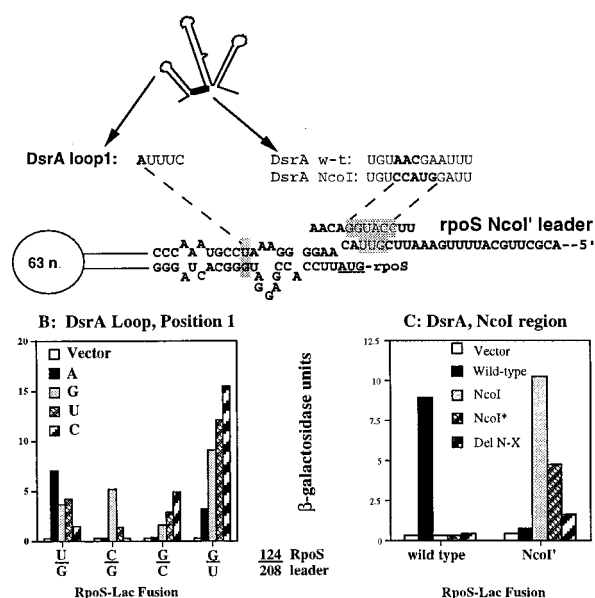 DsrA loop1: AUUUC
DsrA w-t: UGUAACGAAUUU
DsrA NcoI: UGUCCAUGGAUU
AACAGGUACCUU rpoS NcoI' leader
CAUUGCUUAAAGUUUUACGUUCGCA--5'
63 n.
CCC A A UGCCU A A A GG GGAA
GGG A C ACGGGU G G A G A C C A CCUUAUG-rpoS
B: DsrA Loop, Position 1
C: DsrA, NcoI region
20
15
10
5
0
Vector
A
G
U
C
U/G
C/G
G/C
G/U
124/208 RpoS leader
RpoS-Lac Fusion
β-galactosidase units
12.5
10
7.5
5
2.5
0
Vector
Wild-type
NcoI
NcoI*
Del N-X
wild type
NcoI'
RpoS-Lac Fusion